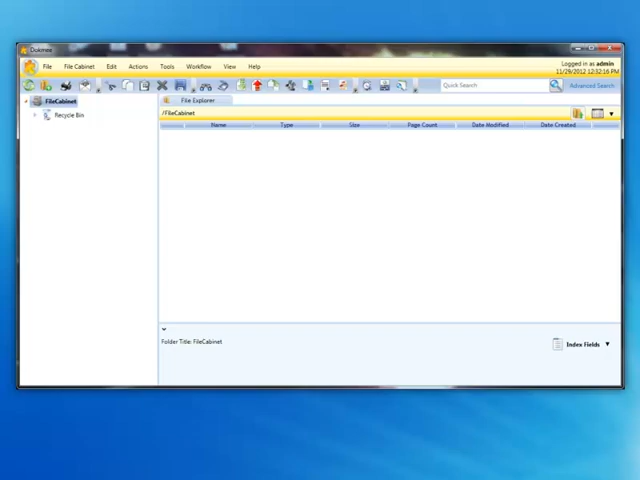 Dokmee
File File Cabinet Edit Actions Tools Workflow View Help
Logged in as admin
11/29/2012 12:32:16 PM
Quick Search Advanced Search
FileCabinet
Recycle Bin
File Explorer
/FileCabinet
Name Type Size Page Count Date Modified Date Created
Folder Title: FileCabinet
Index Fields